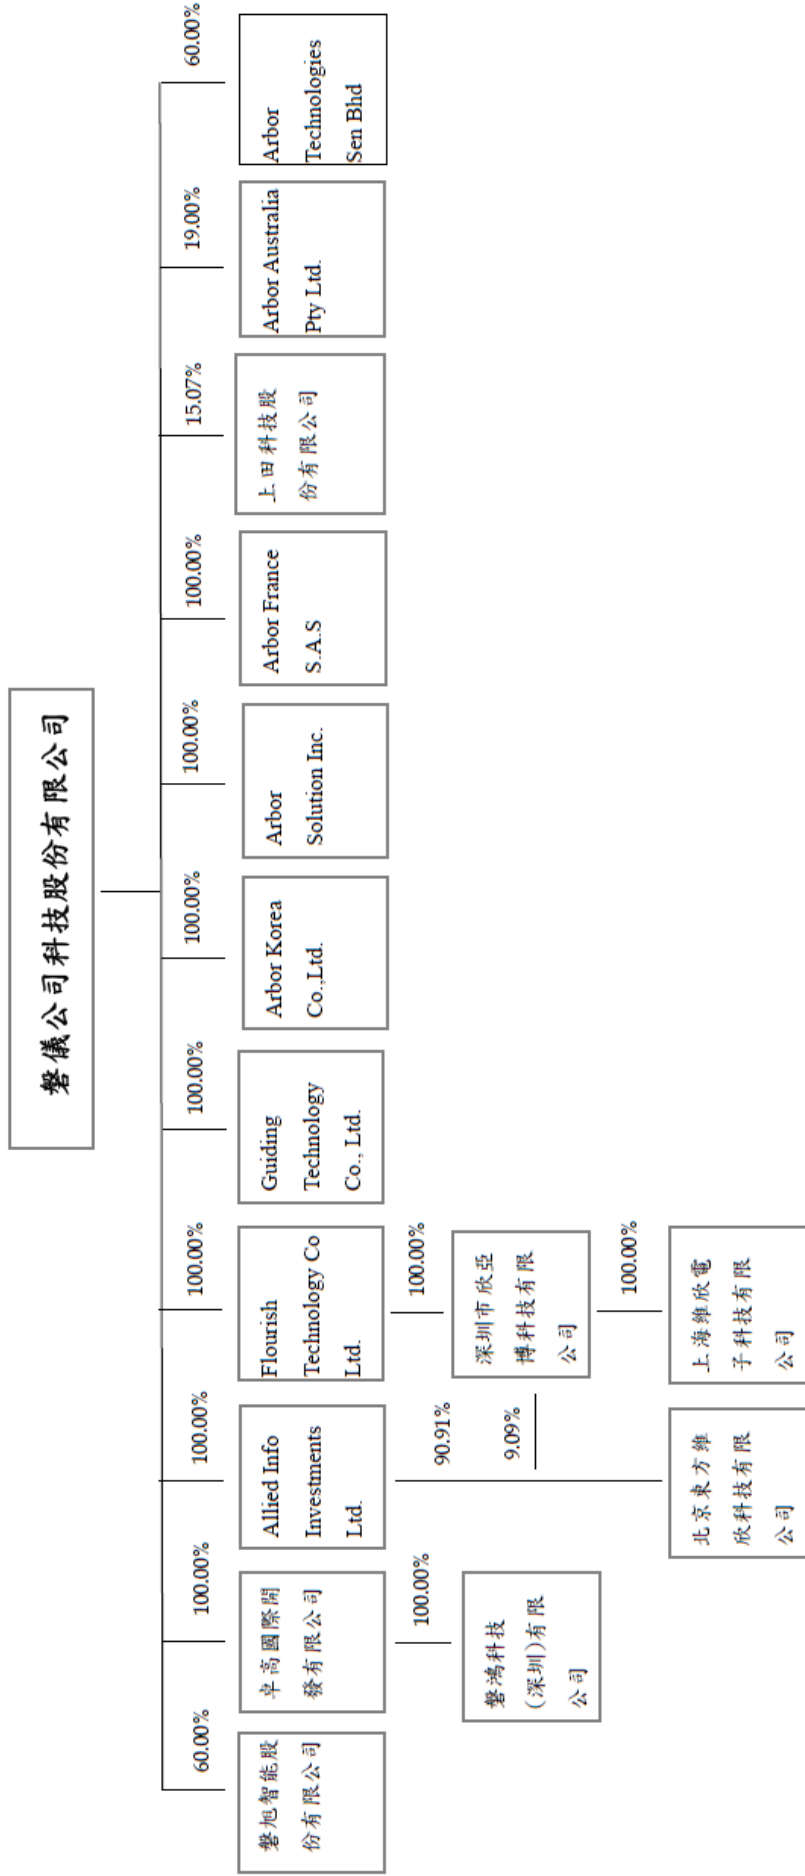 磐儀公司科技股份有限公司
60.00%
100.00%
100.00%
100.00%
100.00%
100.00%
100.00%
100.00%
15.07%
19.00%
60.00%
磐旭智能股
份有限公司
卓高國際開
發有限公司
Allied Info
Investments
Ltd.
Flourish
Technology Co
Ltd.
Guiding
Technology
Co., Ltd.
Arbor Korea
Co.,Ltd.
Arbor
Solution Inc.
Arbor France
S.A.S
上田科技股
份有限公司
Arbor Australia
Pty Ltd.
Arbor
Technologies
Sen Bhd
100.00%
90.91%
9.09%
100.00%
磐鴻科技
(深圳)有限
公司
深圳市欣亞
博科技有限
公司
100.00%
北京東方維
欣科技有限
公司
上海維欣電
子科技有限
公司